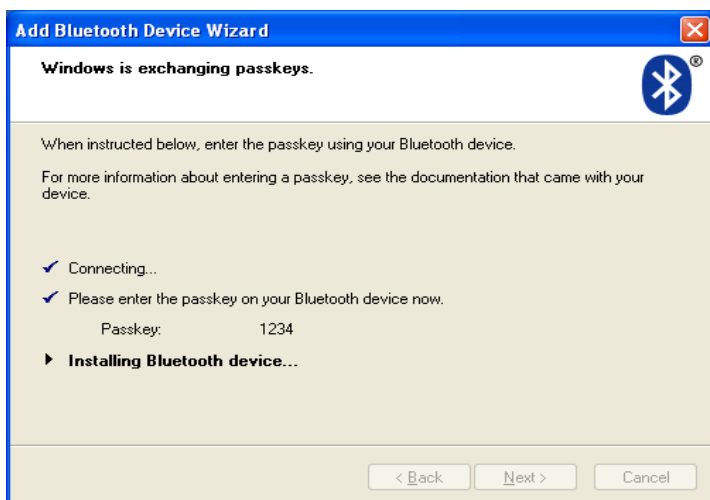 Add Bluetooth Device Wizard
Windows is exchanging passkeys.
®
When instructed below, enter the passkey using your Bluetooth device.
For more information about entering a passkey, see the documentation that came with your
device.
Connecting...
Please enter the passkey on your Bluetooth device now.
Passkey: 1234
Installing Bluetooth device...
< Back Next > Cancel